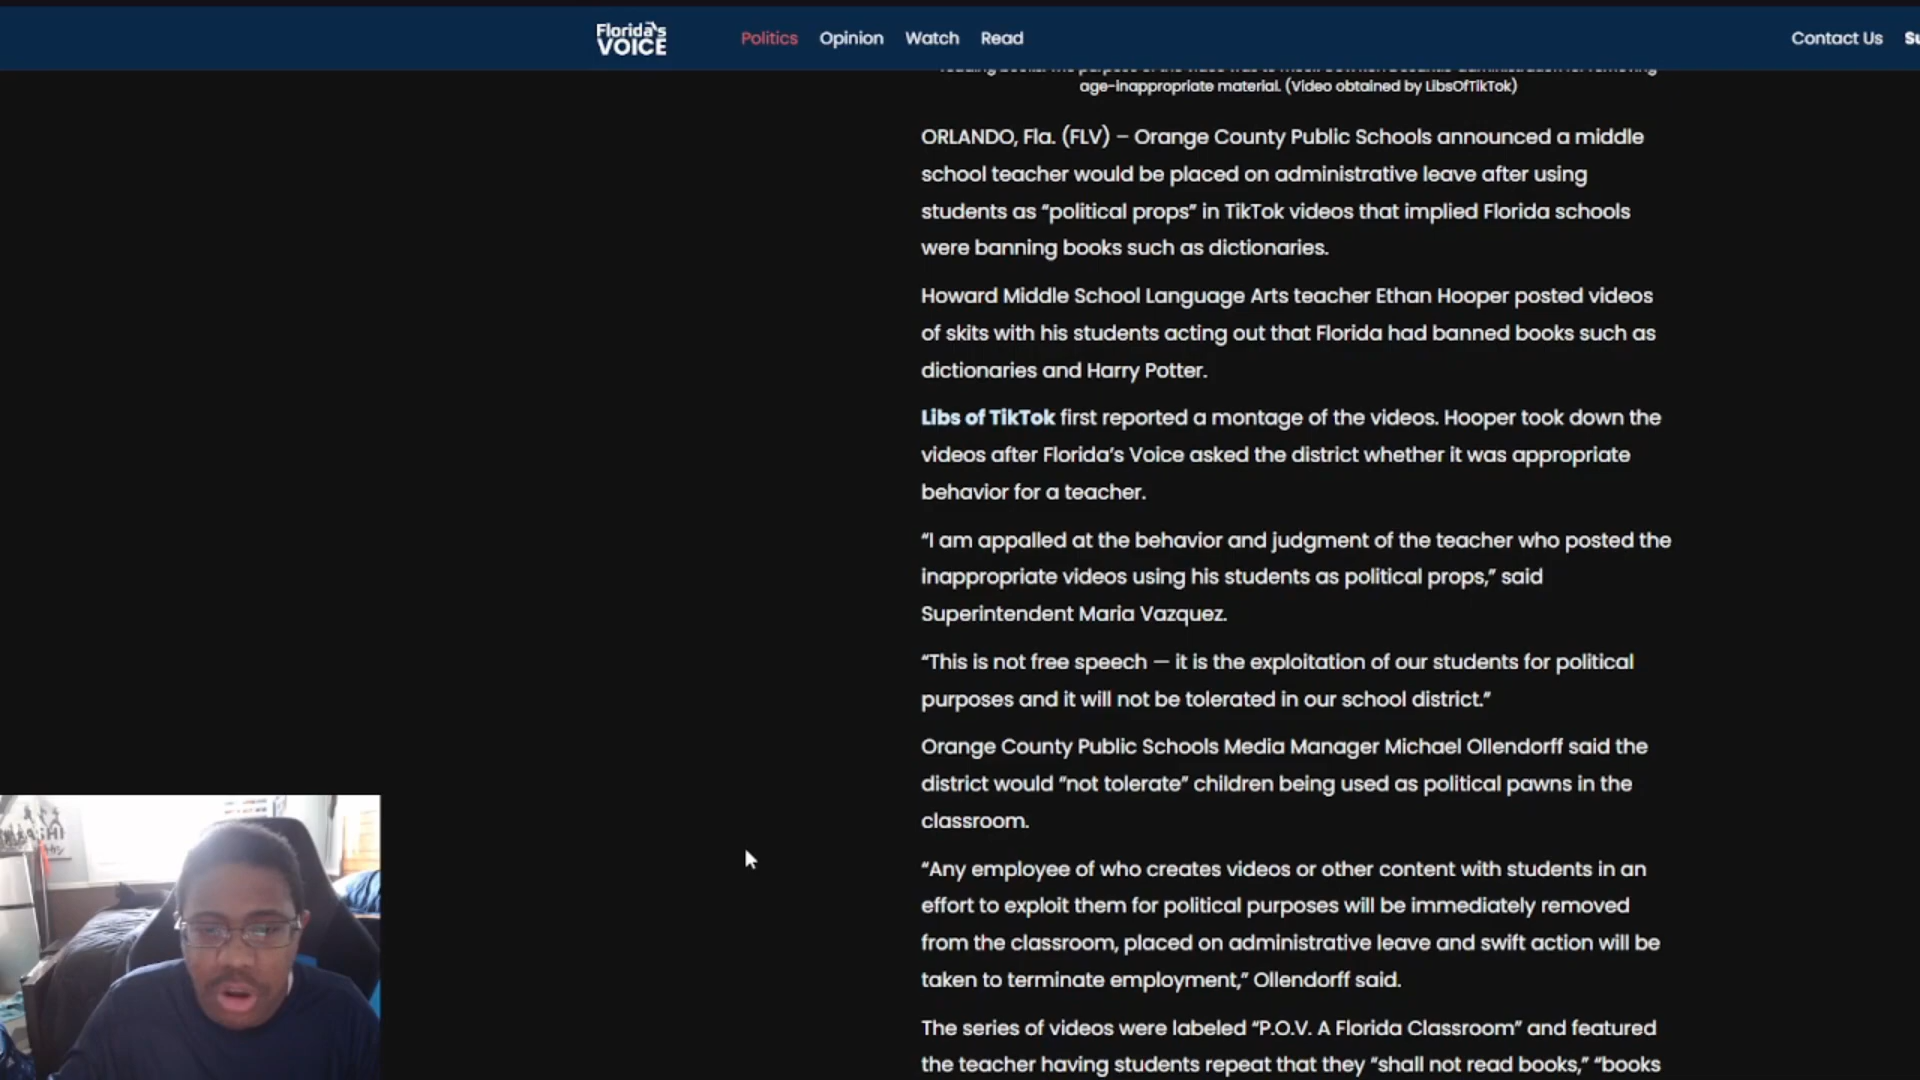 Florida's
VOICE
Politics
Opinion
Watch
Read
Contact Us
age-inappropriate material. (Video obtained by LibsOfTikTok)
ORLANDO, Fla. (FLV) – Orange County Public Schools announced a middle
school teacher would be placed on administrative leave after using
students as “political props” in TikTok videos that implied Florida schools
were banning books such as dictionaries.
Howard Middle School Language Arts teacher Ethan Hooper posted videos
of skits with his students acting out that Florida had banned books such as
dictionaries and Harry Potter.
Libs of TikTok first reported a montage of the videos. Hooper took down the
videos after Florida’s Voice asked the district whether it was appropriate
behavior for a teacher.
“I am appalled at the behavior and judgment of the teacher who posted the
inappropriate videos using his students as political props,” said
Superintendent Maria Vazquez.
“This is not free speech — it is the exploitation of our students for political
purposes and it will not be tolerated in our school district.”
Orange County Public Schools Media Manager Michael Ollendorff said the
district would “not tolerate” children being used as political pawns in the
classroom.
“Any employee of who creates videos or other content with students in an
effort to exploit them for political purposes will be immediately removed
from the classroom, placed on administrative leave and swift action will be
taken to terminate employment,” Ollendorff said.
The series of videos were labeled “P.O.V. A Florida Classroom” and featured
the teacher having students repeat that they “shall not read books,” “books